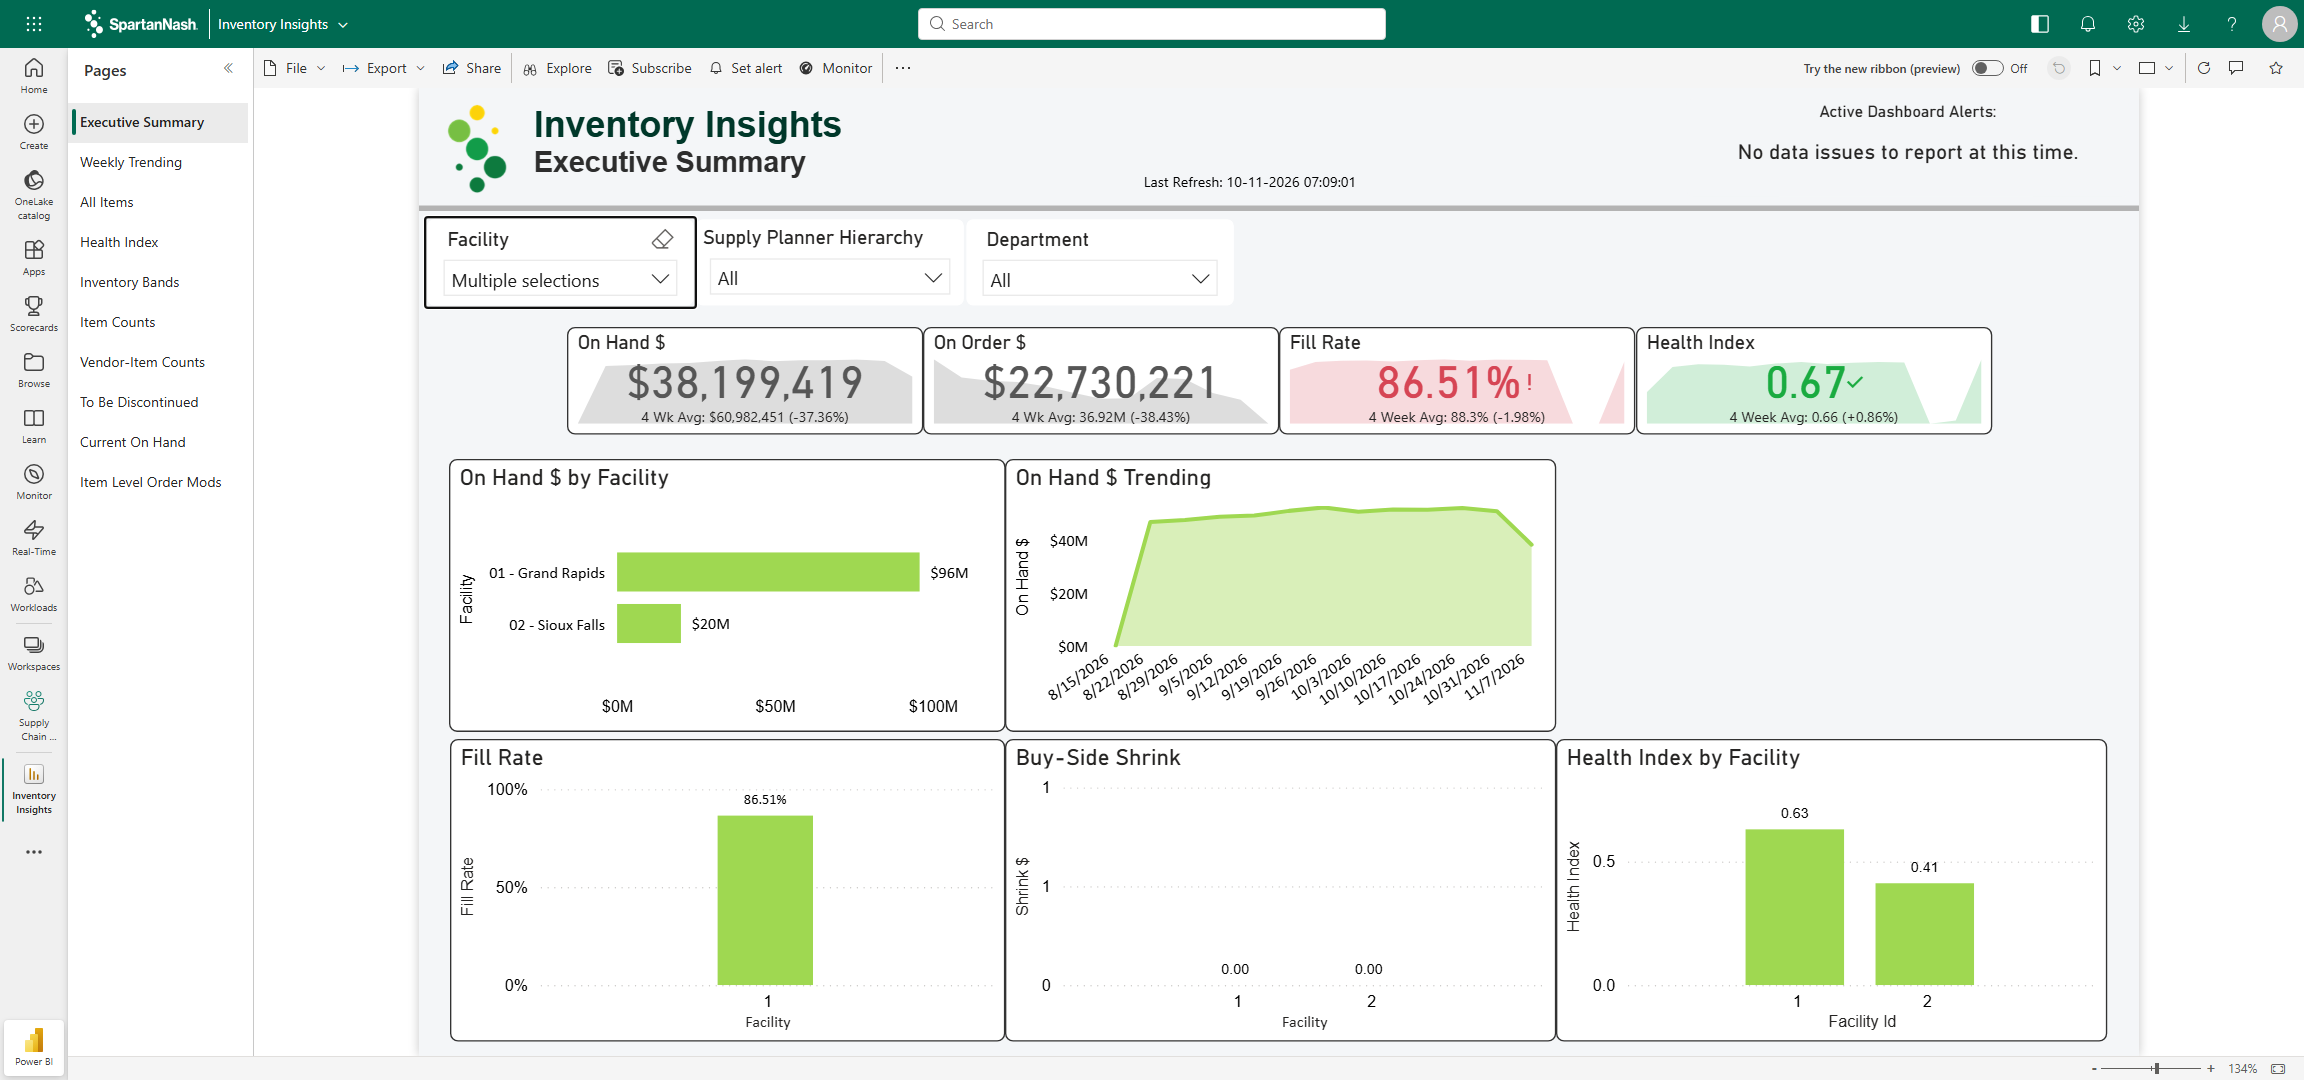 SpartanNash
Inventory Insights
Search
Home
Create
OneLake
catalog
Apps
Scorecards
Browse
Learn
Monitor
Real-Time
Workloads
Workspaces
Supply
Chain ...
Inventory
Insights
Power BI
Pages
Executive Summary
Weekly Trending
All Items
Health Index
Inventory Bands
Item Counts
Vendor-Item Counts
To Be Discontinued
Current On Hand
Item Level Order Mods
File
Export
Share
Explore
Subscribe
Set alert
Monitor
Try the new ribbon (preview)
Off
Inventory Insights
Executive Summary
Last Refresh: 10-11-2026 07:09:01
Active Dashboard Alerts:
No data issues to report at this time.
Facility
Multiple selections
Supply Planner Hierarchy
All
Department
All
On Hand $
$38,199,419
4 Wk Avg: $60,982,451 (-37.36%)
On Order $
$22,730,221
4 Wk Avg: 36.92M (-38.43%)
Fill Rate
86.51%!
4 Week Avg: 88.3% (-1.98%)
Health Index
0.67
4 Week Avg: 0.66 (+0.86%)
On Hand $ by Facility
Facility
01 - Grand Rapids
$96M
02 - Sioux Falls
$20M
$0M
$50M
$100M
On Hand $ Trending
On Hand $
$40M
$20M
$0M
8/15/2026
8/22/2026
8/29/2026
9/5/2026
9/12/2026
9/19/2026
9/26/2026
10/3/2026
10/10/2026
10/17/2026
10/24/2026
10/31/2026
11/7/2026
Fill Rate
Fill Rate
100%
50%
0%
86.51%
1
Facility
Buy-Side Shrink
Shrink $
1
1
0
0.00
0.00
1
2
Facility
Health Index by Facility
Health Index
0.5
0.0
0.63
0.41
1
2
Facility Id
- +
134%